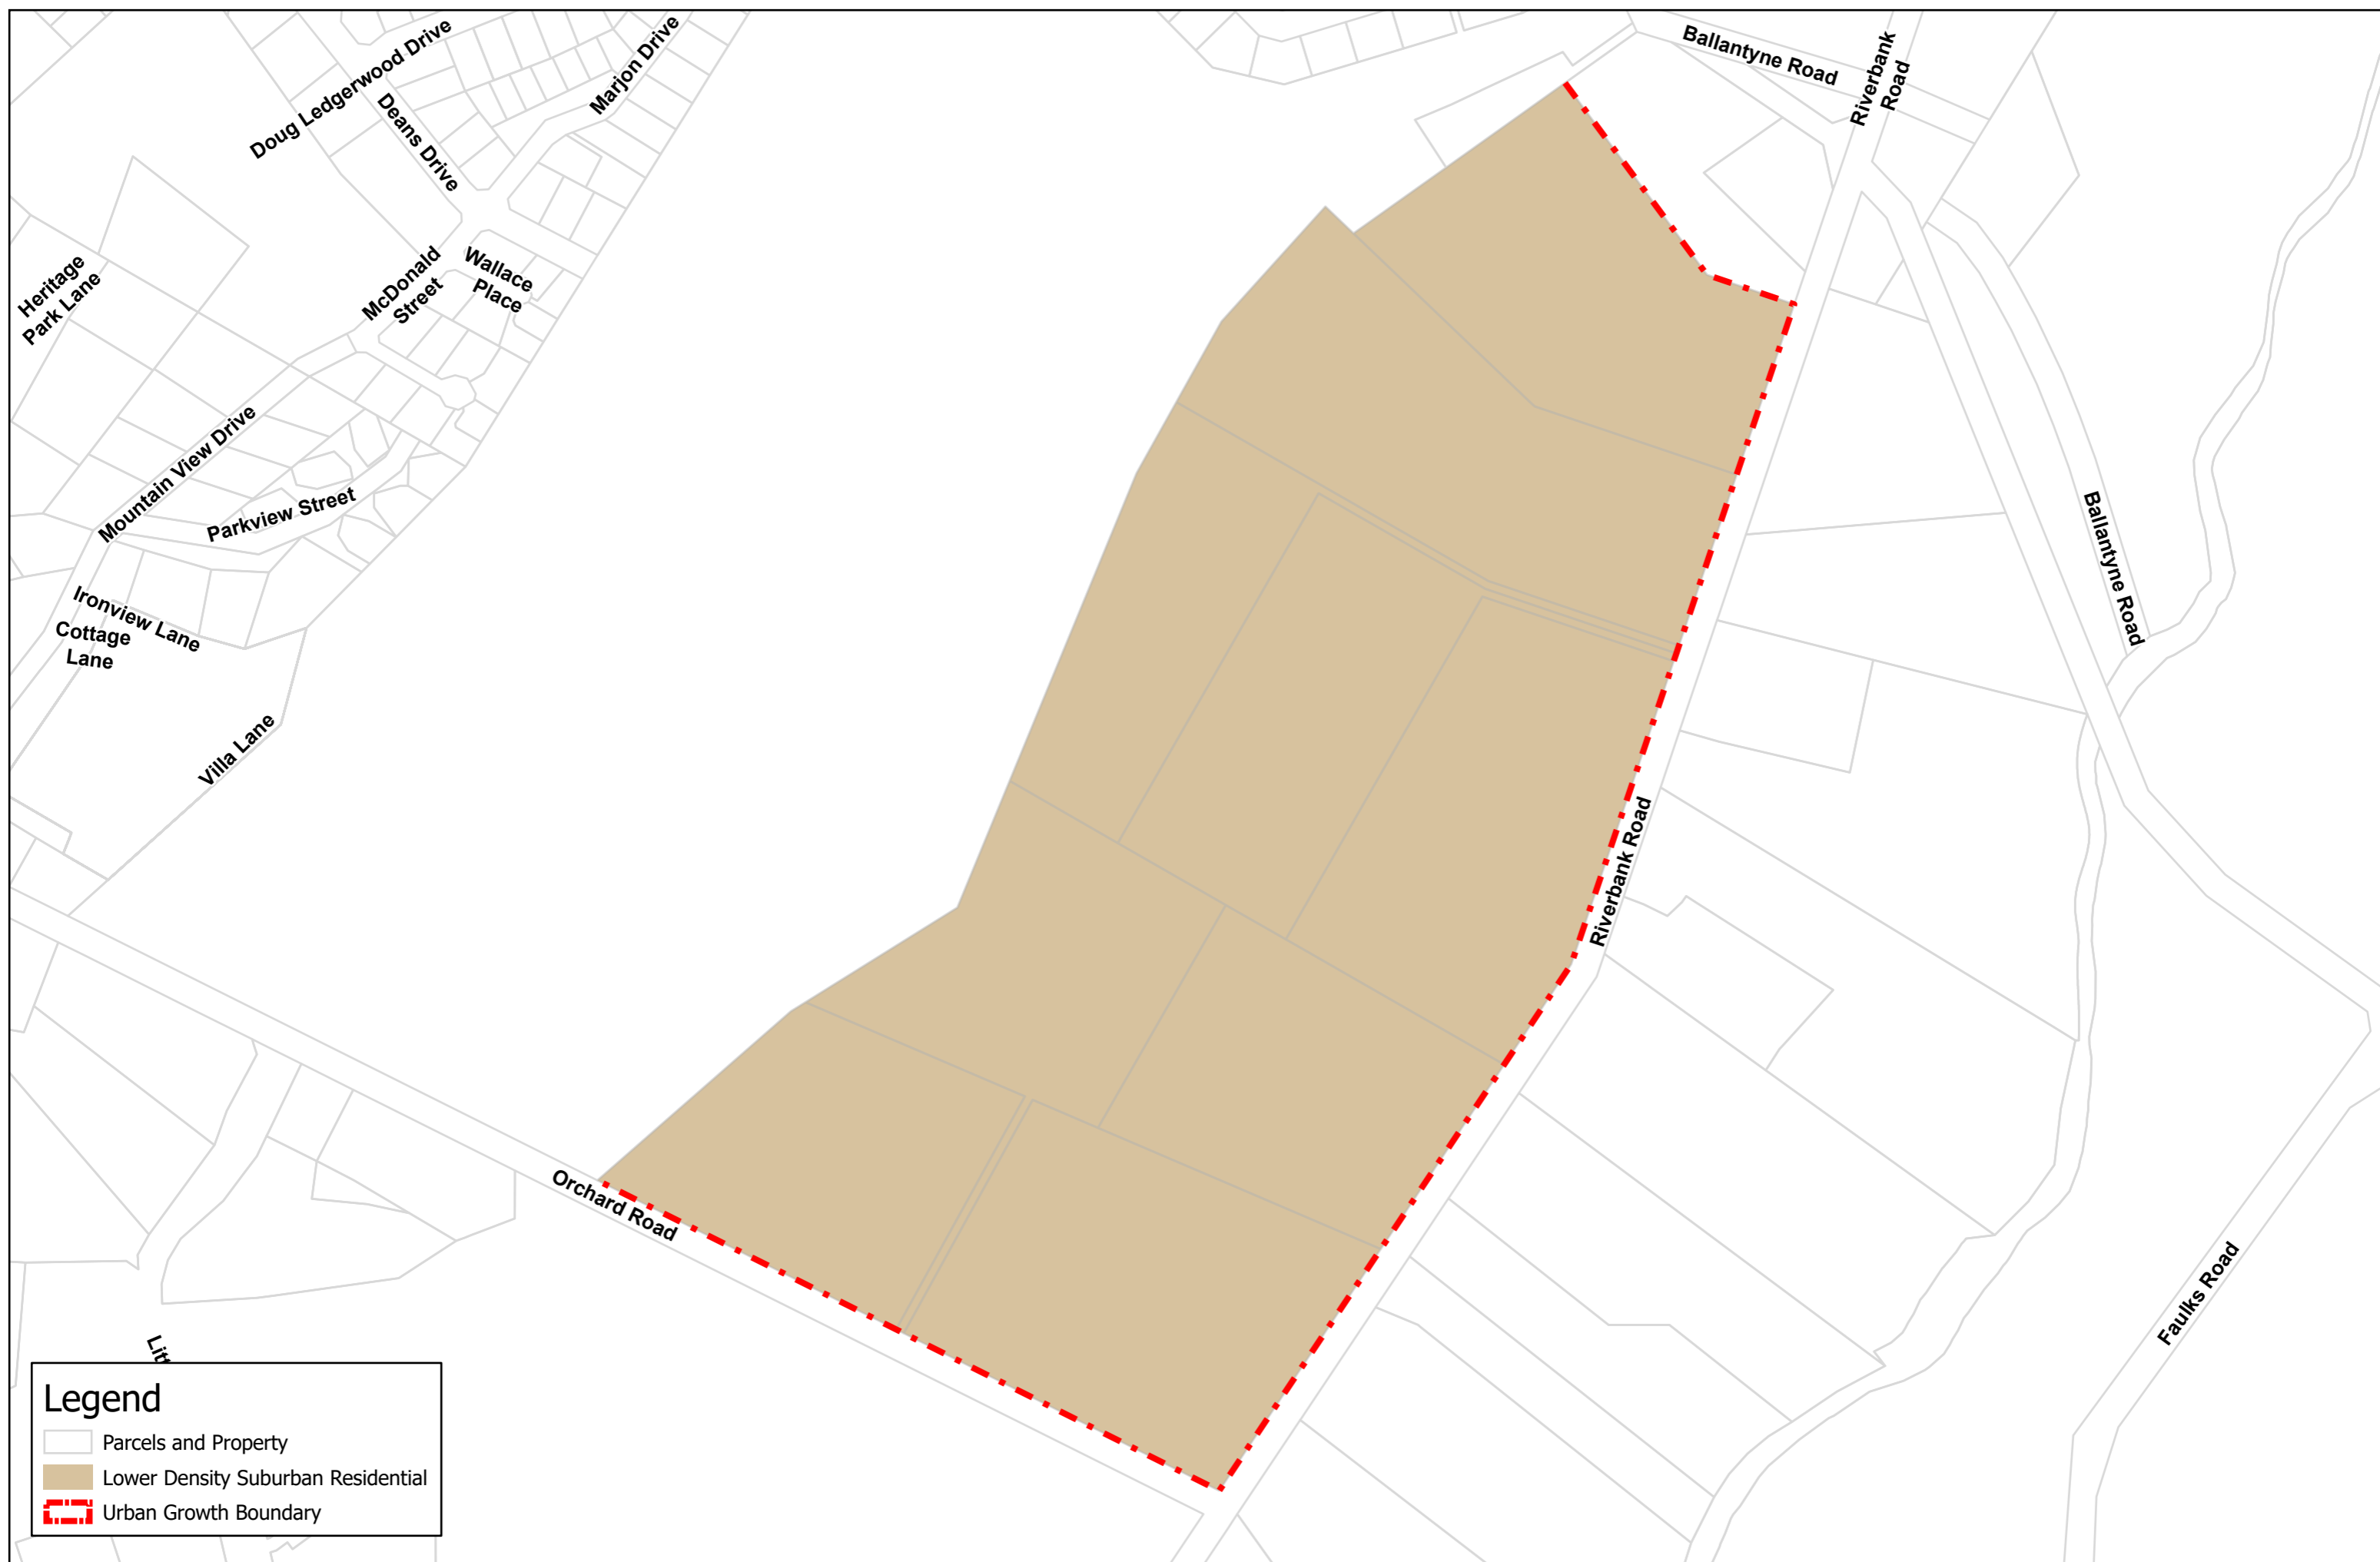 Doug Ledgerwood Drive
Deans Drive
Marjon Drive
Ballantyne Road
Riverbank
Road
Heritage
Park Lane
McDonald
Street
Wallace
Place
Mountain View Drive
Parkview Street
Ironview Lane
Cottage
Lane
Villa Lane
Ballantyne Road
Riverbank Road
Orchard Road
Faulks Road
Legend
Parcels and Property
Lower Density Suburban Residential
Urban Growth Boundary